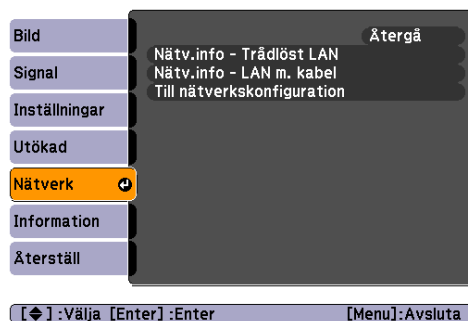 Bild
Signal
Inställningar
Utökad
Nätverk
Information
Återställ
Återgå
Nätv.info - Trådlöst LAN
Nätv.info - LAN m. kabel
Till nätverkskonfiguration
[◆] :Välja [Enter] :Enter [Menu]:Avsluta